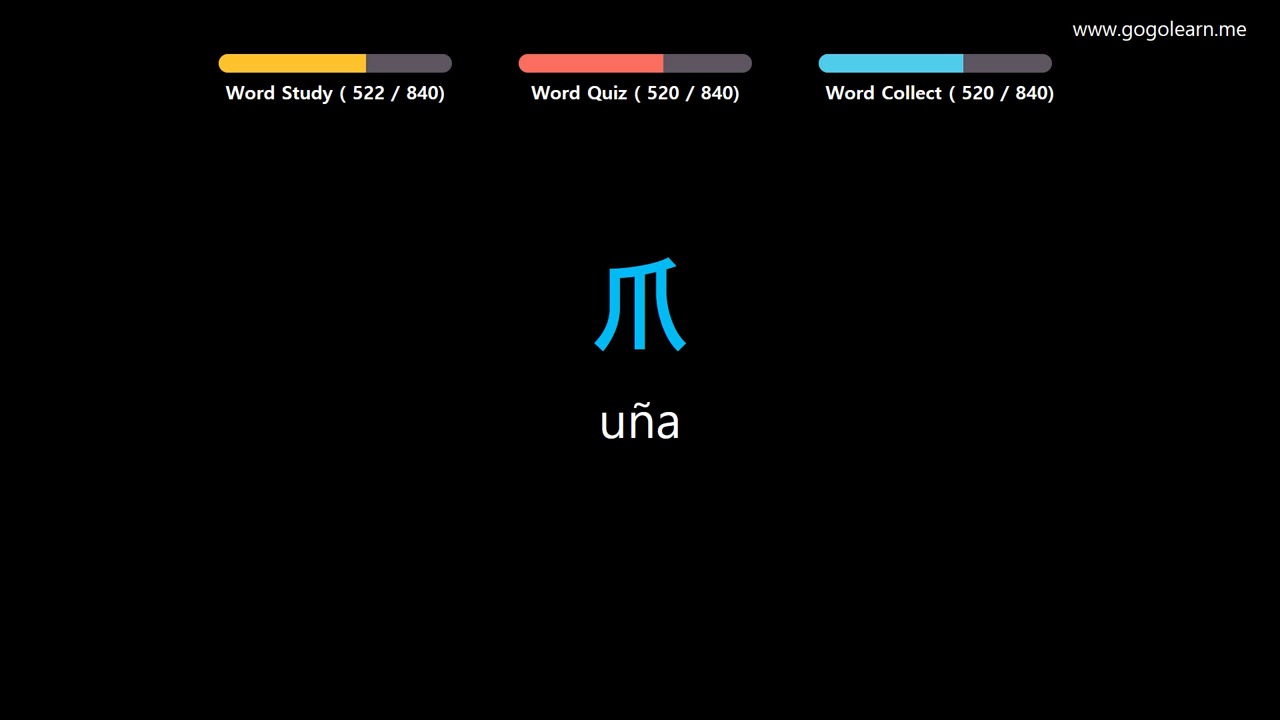 www.gogolearn.me
Word Study ( 522 / 840)
Word Quiz ( 520 / 840)
Word Collect ( 520 / 840)
爪
uña